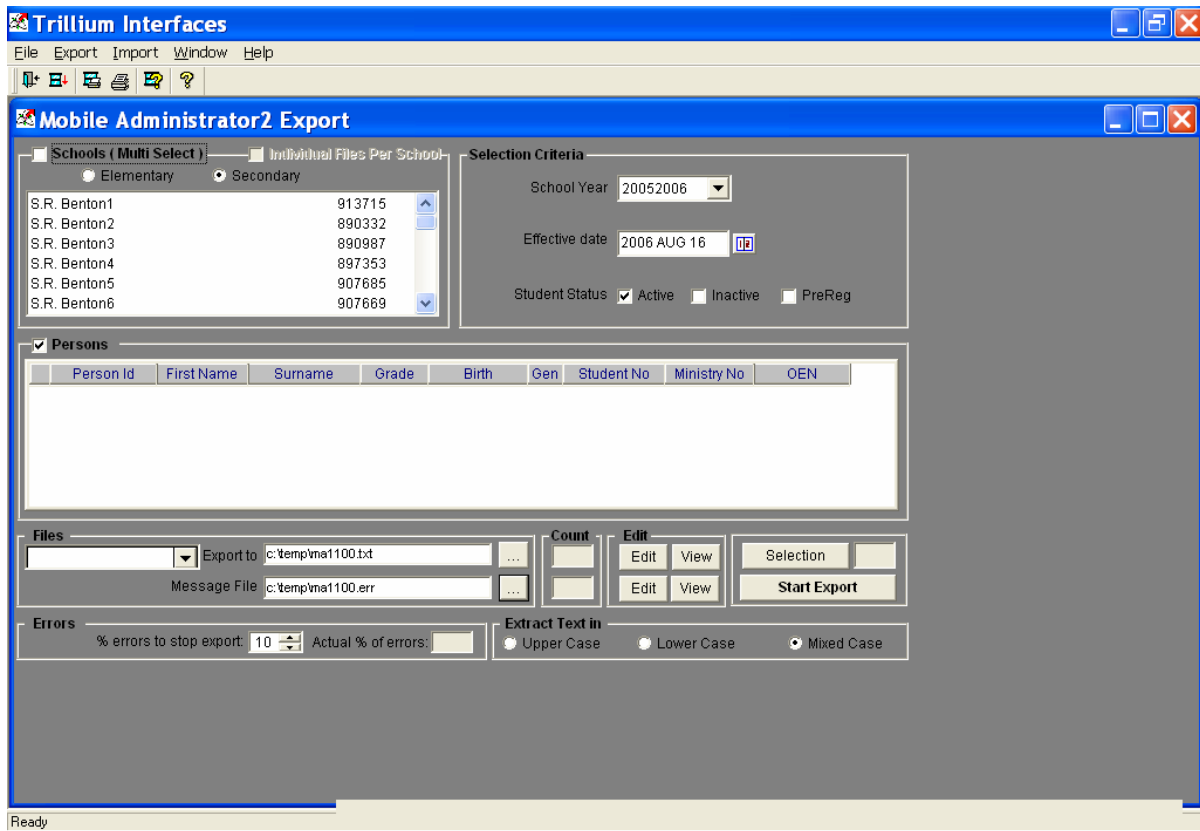 Trillium Interfaces
File Export Import Window Help
Mobile Administrator2 Export
Schools ( Multi Select ) Individual Files Per School
Elementary Secondary
S.R. Benton1 913715
S.R. Benton2 890332
S.R. Benton3 890987
S.R. Benton4 897353
S.R. Benton5 907685
S.R. Benton6 907669
Selection Criteria
School Year 20052006
Effective date 2006 AUG 16
Student Status Active Inactive PreReg
Persons
Person Id First Name Surname Grade Birth Gen Student No Ministry No OEN
Files
Export to c:\temp\ma1100.txt ...
Message File c:\temp\ma1100.err ...
Count
Edit
Edit View
Edit View
Selection
Start Export
Errors
% errors to stop export: 10 Actual % of errors:
Extract Text in
Upper Case Lower Case Mixed Case
Ready